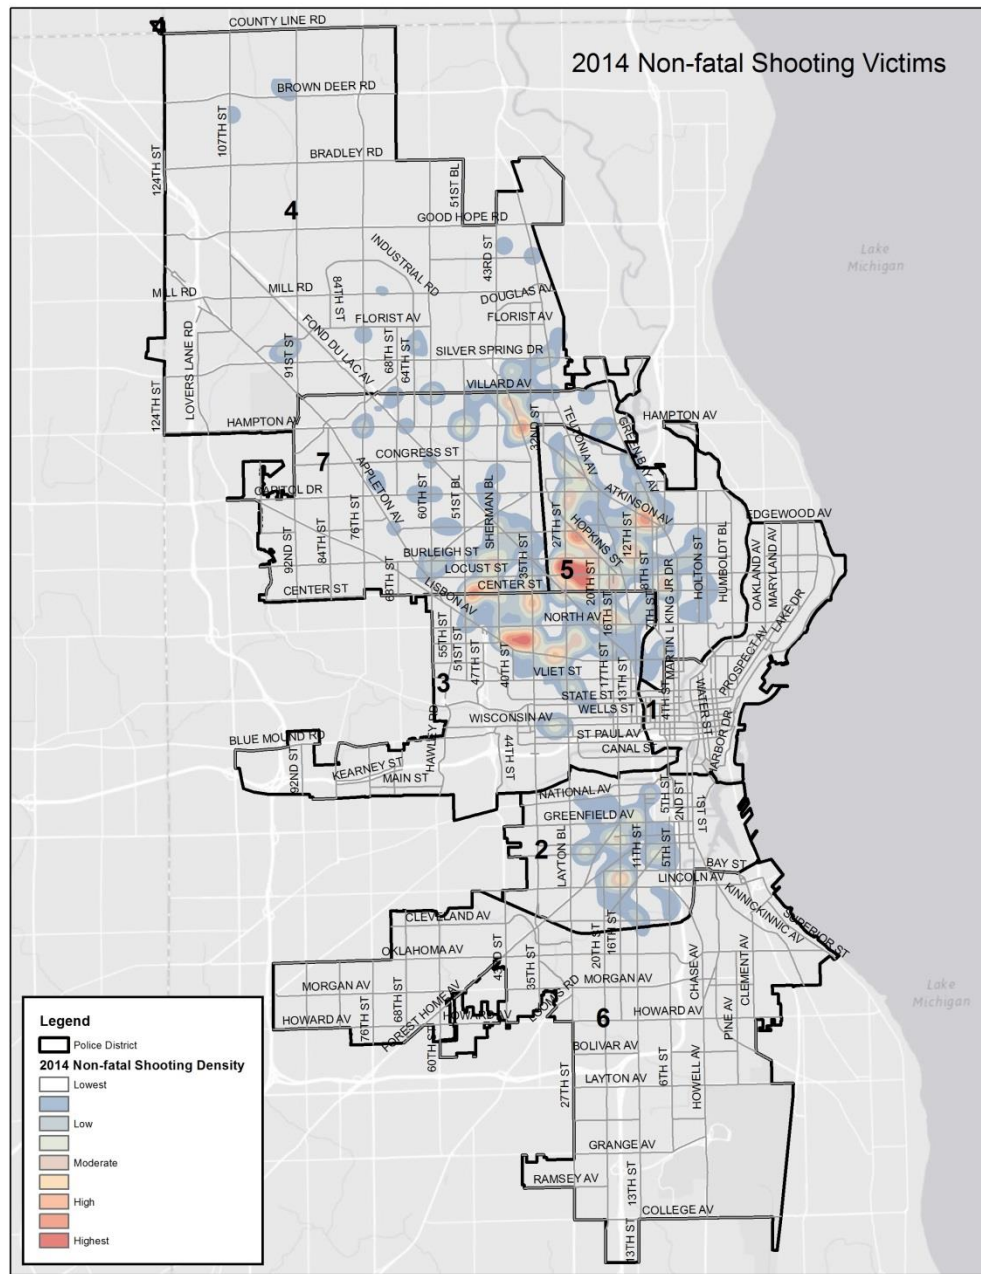 COUNTY LINE RD
2014 Non-fatal Shooting Victims
BROWN DEER RD
107TH ST
BRADLEY RD
124TH ST
51ST BL
4
GOOD HOPE RD
Lake
Michigan
INDUSTRIAL RD
43RD ST
MILL RD
MILL RD
84TH ST
DOUGLAS AV
FLORIST AV
FLORIST AV
LOVERS LANE RD
FOND DU LAC AV
68TH ST
64TH ST
91ST ST
SILVER SPRING DR
VILLARD AV
124TH ST
HAMPTON AV
HAMPTON AV
32ND ST
TEUTONIA AV
GREEN BAY AV
7
CONGRESS ST
APPLETON AV
CAPITOL DR
76TH ST
60TH ST
51ST BL
SHERMAN BL
27TH ST
ATKINSON AV
EDGEWOOD AV
HOPKINS ST
12TH ST
92ND ST
84TH ST
BURLEIGH ST
35TH ST
LOCUST ST
5
20TH ST
8TH ST
HOLTON ST
HUMBOLDT BL
OAKLAND AV
MARYLAND AV
CENTER ST
68TH ST
LISBON AV
CENTER ST
MARTIN L KING JR DR
LAKE DR
NORTH AV
16TH ST
7TH ST
55TH ST
51ST ST
47TH ST
40TH ST
VLIET ST
17TH ST
13TH ST
PROSPECT AV
3
STATE ST
WELLS ST
4TH ST
WATER ST
1
WISCONSIN AV
HAWLEY RD
ST PAUL AV
CANAL ST
HARBOR DR
BLUE MOUND RD
92ND ST
KEARNEY ST
MAIN ST
44TH ST
NATIONAL AV
5TH ST
2ND ST
1ST ST
GREENFIELD AV
2
LAYTON BL
11TH ST
5TH ST
BAY ST
LINCOLN AV
KINNICKINNIC AV
SUPERIOR ST
CLEVELAND AV
OKLAHOMA AV
43RD ST
35TH ST
20TH ST
16TH ST
MORGAN AV
MORGAN AV
CHASE AV
CLEMENT AV
Lake
Michigan
76TH ST
68TH ST
FOREST HOME AV
LOOMIS RD
HOWARD AV
HOWARD AV
HOWARD AV
6
60TH ST
PINE AV
BOLIVAR AV
27TH ST
LAYTON AV
6TH ST
HOWELL AV
GRANGE AV
RAMSEY AV
13TH ST
COLLEGE AV
13TH ST
Legend
Police District
2014 Non-fatal Shooting Density
Lowest
Low
Moderate
High
Highest